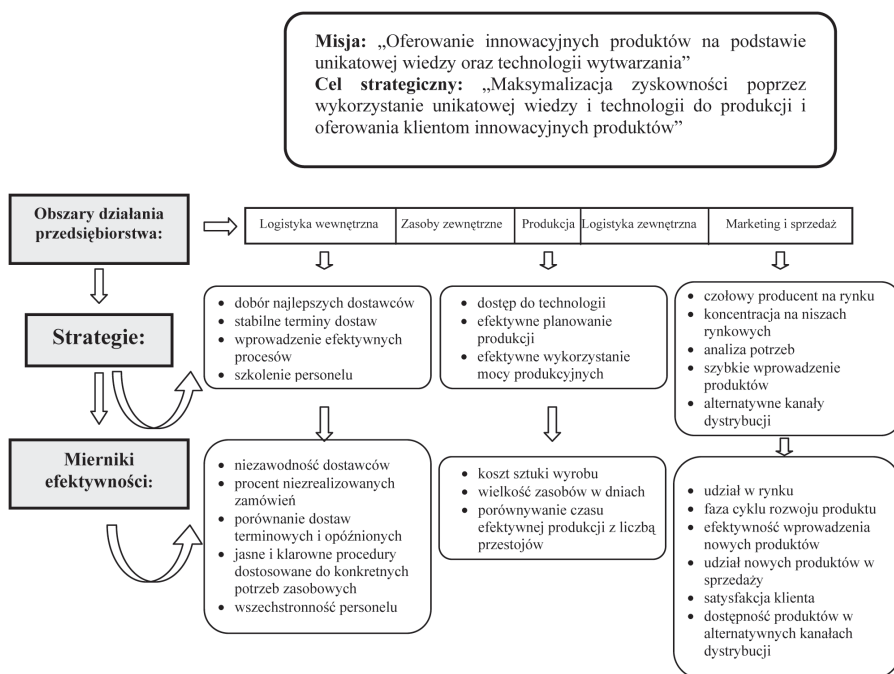 Misja: „Oferowanie innowacyjnych produktów na podstawie
unikatowej wiedzy oraz technologii wytwarzania”
Cel strategiczny: „Maksymalizacja zyskowności poprzez
wykorzystanie unikatowej wiedzy i technologii do produkcji i
oferowania klientom innowacyjnych produktów”
Obszary działania
przedsiębiorstwa:
Logistyka wewnętrzna
Zasoby zewnętrzne
Produkcja
Logistyka zewnętrzna
Marketing i sprzedaż
Strategie:
• dobór najlepszych dostawców
• stabilne terminy dostaw
• wprowadzenie efektywnych
procesów
• szkolenie personelu
• dostęp do technologii
• efektywne planowanie
produkcji
• efektywne wykorzystanie
mocy produkcyjnych
• czołowy producent na rynku
• koncentracja na niszach
rynkowych
• analiza potrzeb
• szybkie wprowadzenie
produktów
• alternatywne kanały
dystrybucji
Mierniki
efektywności:
• niezawodność dostawców
• procent niezrealizowanych
zamówień
• porównanie dostaw
terminowych i opóźnionych
• jasne i klarowne procedury
dostosowane do konkretnych
potrzeb zasobowych
• wszechstronność personelu
• koszt sztuki wyrobu
• wielkość zasobów w dniach
• porównywanie czasu
efektywnej produkcji z liczbą
przestojów
• udział w rynku
• faza cyklu rozwoju produktu
• efektywność wprowadzenia
nowych produktów
• udział nowych produktów w
sprzedaży
• satysfakcja klienta
• dostępność produktów w
alternatywnych kanałach
dystrybucji